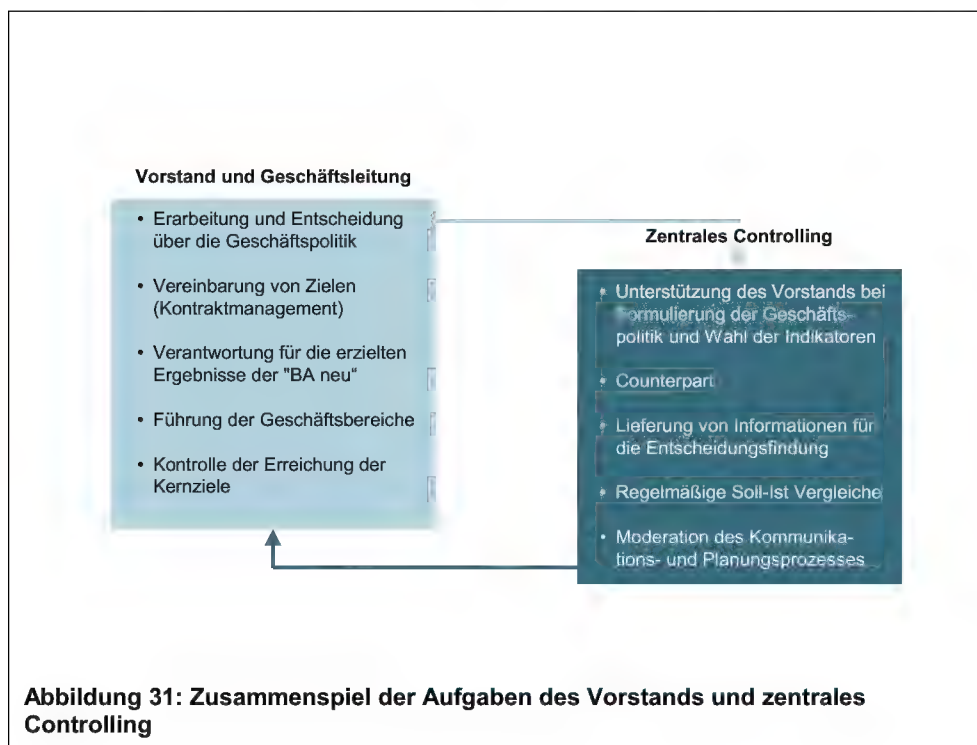 Vorstand und Geschäftsleitung
• Erarbeitung und Entscheidung
über die Geschäftspolitik
• Vereinbarung von Zielen
(Kontraktmanagement)
• Verantwortung für die erzielten
Ergebnisse der "BA neu“
• Führung der Geschäftsbereiche
• Kontrolle der Erreichung der
Kernziele
Zentrales Controlling
• Unterstützung des Vorstands bei
Formulierung der Geschäfts-
politik und Wahl der Indikatoren
• Counterpart
• Lieferung von Informationen für
die Entscheidungsfindung
• Regelmäßige Soll-Ist Vergleiche
• Moderation des Kommunika-
tions- und Planungsprozesses
Abbildung 31: Zusammenspiel der Aufgaben des Vorstands und zentrales
Controlling